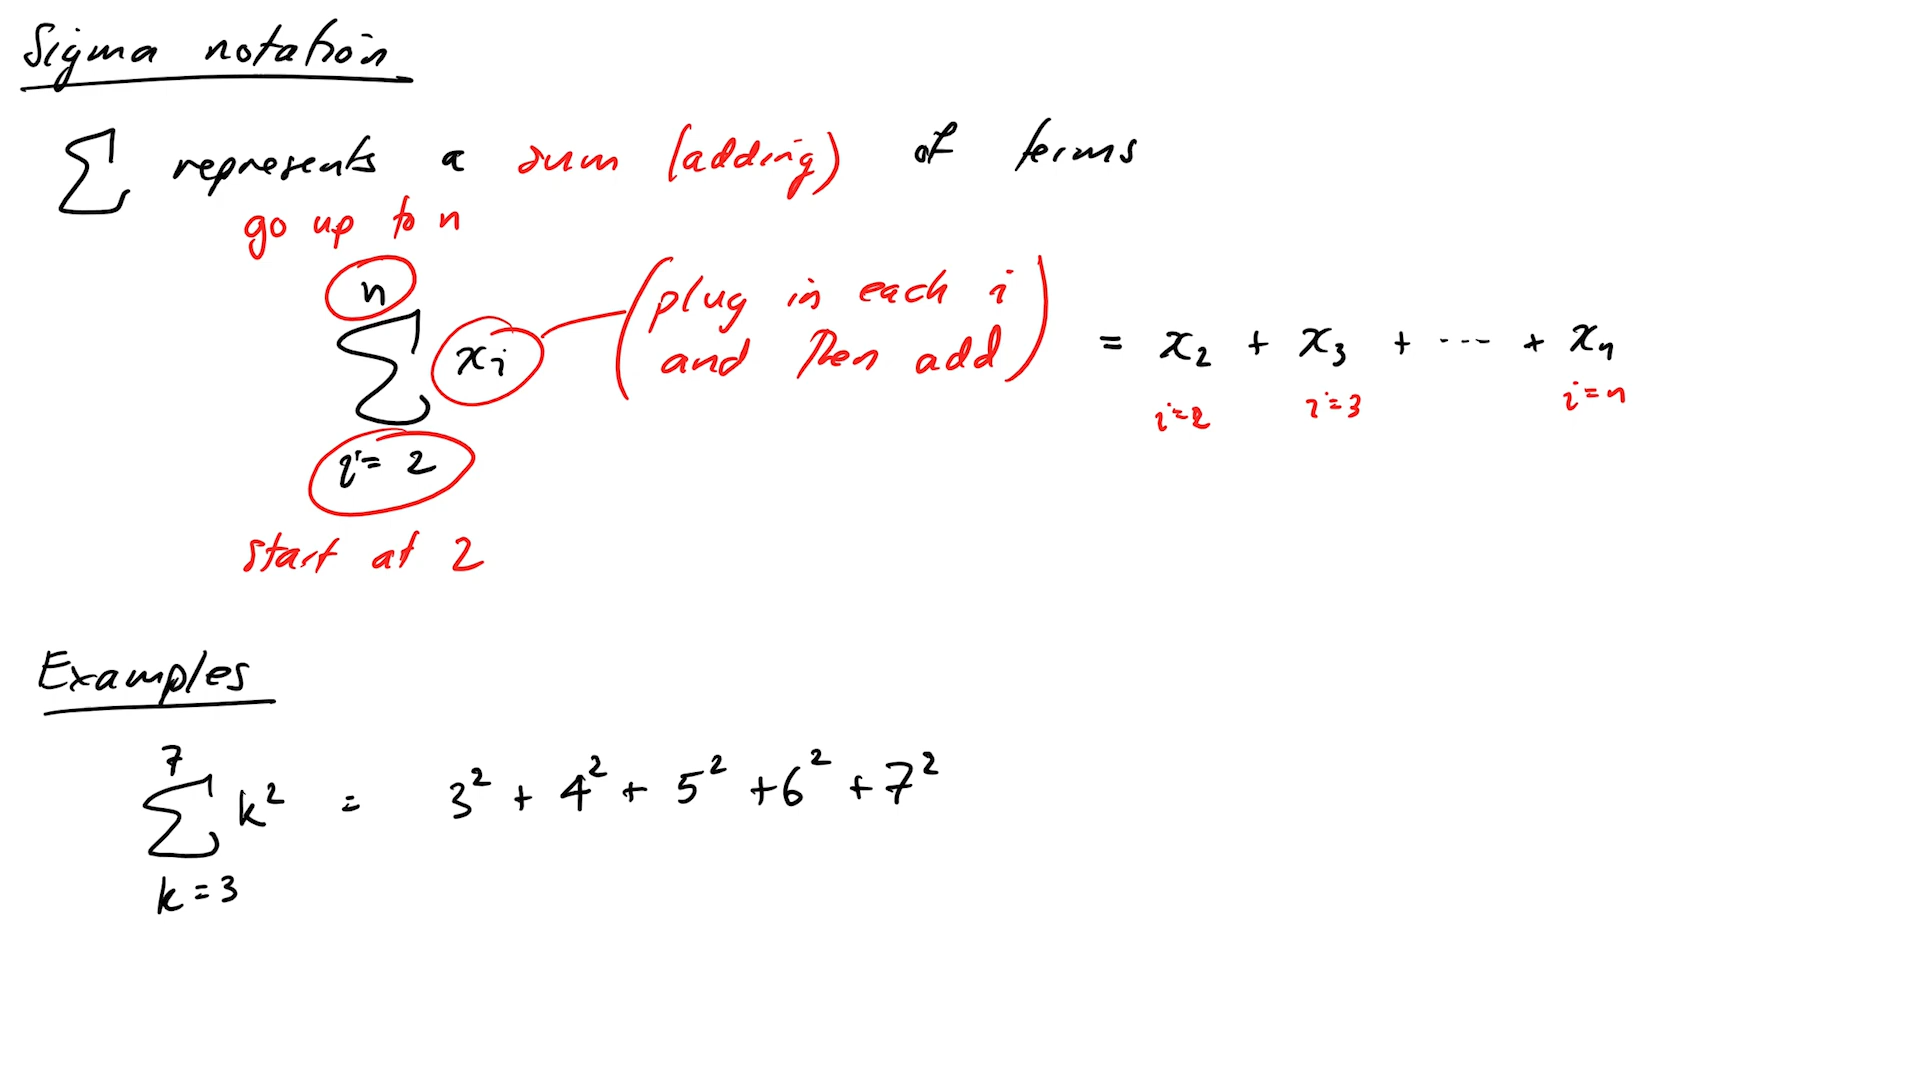 Sigma notation
∑ represents a sum (adding) of terms
go up to n
n
∑ xi (plug in each i and then add) = x₂ + x₃ + ... + xₙ
i=2 i=3 i=n
i=2
start at 2
Examples
7
∑ k² = 3² + 4² + 5² + 6² + 7²
k=3